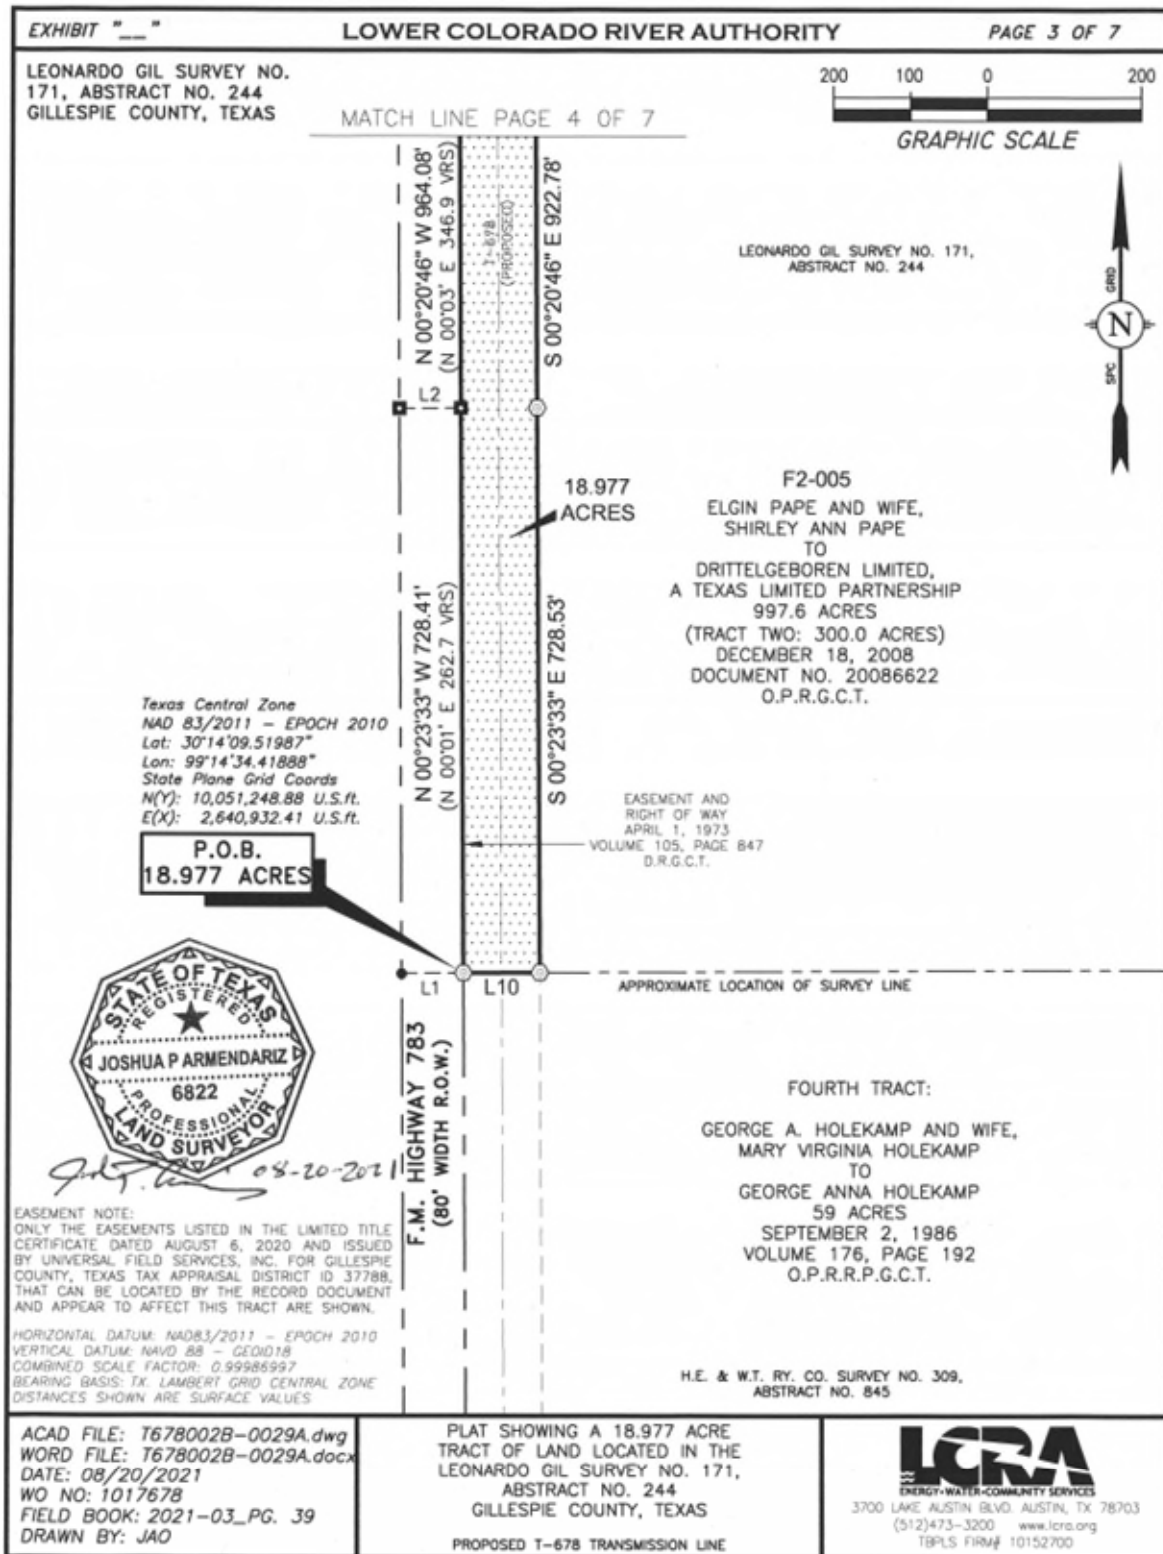 EXHIBIT "__"
LOWER COLORADO RIVER AUTHORITY
PAGE 3 OF 7
LEONARDO GIL SURVEY NO.
171, ABSTRACT NO. 244
GILLESPIE COUNTY, TEXAS
MATCH LINE PAGE 4 OF 7
200 100 0 200
GRAPHIC SCALE
N 00°20'46" W 964.08'
(N 00°03' E 346.9 VRS)
T-678
(PROPOSED)
S 00°20'46" E 922.78'
LEONARDO GIL SURVEY NO. 171,
ABSTRACT NO. 244
GRID
N
SPC
L2
18.977
ACRES
F2-005
ELGIN PAPE AND WIFE,
SHIRLEY ANN PAPE
TO
DRITTELGEBOREN LIMITED,
A TEXAS LIMITED PARTNERSHIP
997.6 ACRES
(TRACT TWO: 300.0 ACRES)
DECEMBER 18, 2008
DOCUMENT NO. 20086622
O.P.R.G.C.T.
N 00°23'33" W 728.41'
(N 00°01' E 262.7 VRS)
S 00°23'33" E 728.53'
Texas Central Zone
NAD 83/2011 - EPOCH 2010
Lat: 30°14'09.51987"
Lon: 99°14'34.41888"
State Plane Grid Coords
N(Y): 10,051,248.88 U.S.ft.
E(X): 2,640,932.41 U.S.ft.
P.O.B.
18.977 ACRES
EASEMENT AND
RIGHT OF WAY
APRIL 1, 1973
VOLUME 105, PAGE 847
D.R.G.C.T.
L1
L10
APPROXIMATE LOCATION OF SURVEY LINE
STATE OF TEXAS
REGISTERED
JOSHUA P ARMENDARIZ
6822
PROFESSIONAL
LAND SURVEYOR
08-20-2021
F.M. HIGHWAY 783
(80' WIDTH R.O.W.)
FOURTH TRACT:
GEORGE A. HOLEKAMP AND WIFE,
MARY VIRGINIA HOLEKAMP
TO
GEORGE ANNA HOLEKAMP
59 ACRES
SEPTEMBER 2, 1986
VOLUME 176, PAGE 192
O.P.R.R.P.G.C.T.
EASEMENT NOTE:
ONLY THE EASEMENTS LISTED IN THE LIMITED TITLE
CERTIFICATE DATED AUGUST 6, 2020 AND ISSUED
BY UNIVERSAL FIELD SERVICES, INC. FOR GILLESPIE
COUNTY, TEXAS TAX APPRAISAL DISTRICT ID 37788,
THAT CAN BE LOCATED BY THE RECORD DOCUMENT
AND APPEAR TO AFFECT THIS TRACT ARE SHOWN.
HORIZONTAL DATUM: NAD83/2011 - EPOCH 2010
VERTICAL DATUM: NAVD 88 - GEOID18
COMBINED SCALE FACTOR: 0.99986997
BEARING BASIS: TX. LAMBERT GRID CENTRAL ZONE
DISTANCES SHOWN ARE SURFACE VALUES
H.E. & W.T. RY. CO. SURVEY NO. 309,
ABSTRACT NO. 845
ACAD FILE: T678002B-0029A.dwg
WORD FILE: T678002B-0029A.docx
DATE: 08/20/2021
WO NO: 1017678
FIELD BOOK: 2021-03_PG. 39
DRAWN BY: JAO
PLAT SHOWING A 18.977 ACRE
TRACT OF LAND LOCATED IN THE
LEONARDO GIL SURVEY NO. 171,
ABSTRACT NO. 244
GILLESPIE COUNTY, TEXAS
PROPOSED T-678 TRANSMISSION LINE
LCRA
ENERGY•WATER•COMMUNITY SERVICES
3700 LAKE AUSTIN BLVD. AUSTIN, TX 78703
(512)473-3200 www.lcra.org
TBPLS FIRM# 10152700